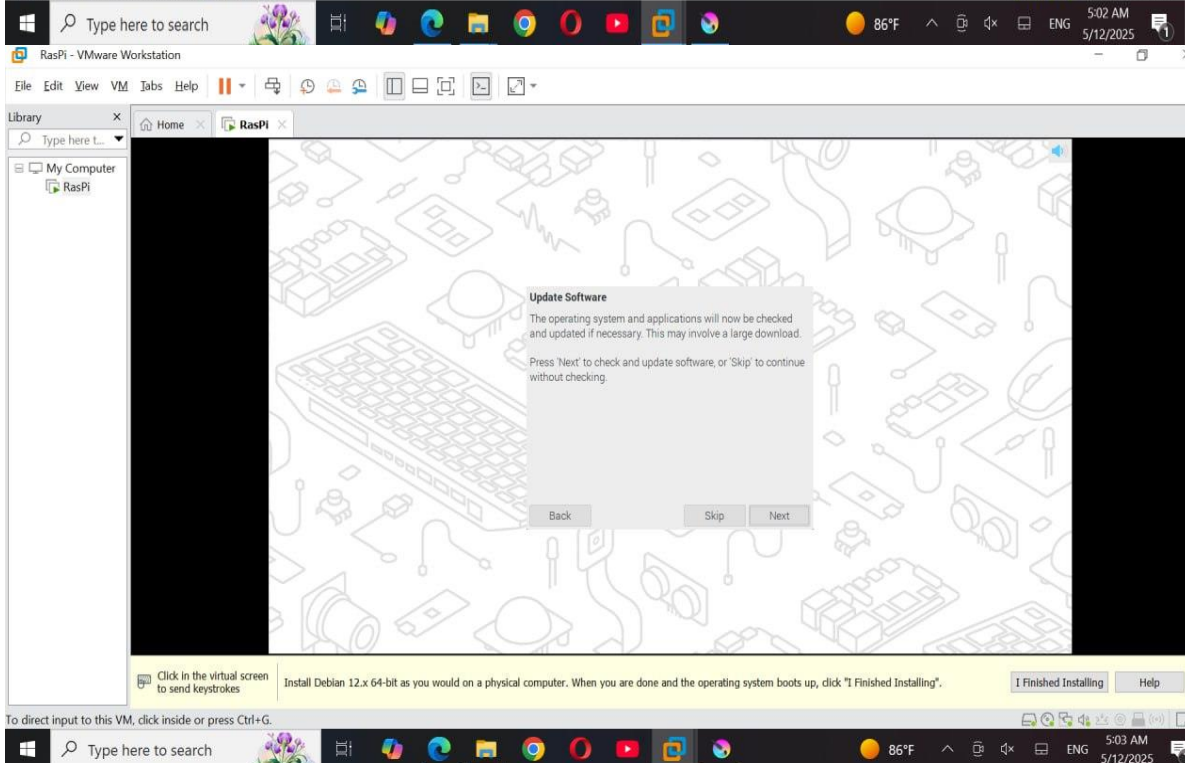 Type here to search
86°F
ENG
5:02 AM
5/12/2025
1
RasPi - VMware Workstation
File Edit View VM Tabs Help
Library
Home
RasPi
Type here t...
My Computer
RasPi
Update Software
The operating system and applications will now be checked
and updated if necessary. This may involve a large download.
Press 'Next' to check and update software, or 'Skip' to continue
without checking.
Back
Skip
Next
Click in the virtual screen
to send keystrokes
Install Debian 12.x 64-bit as you would on a physical computer. When you are done and the operating system boots up, click "I Finished Installing".
I Finished Installing
Help
To direct input to this VM, click inside or press Ctrl+G.
Type here to search
86°F
ENG
5:03 AM
5/12/2025